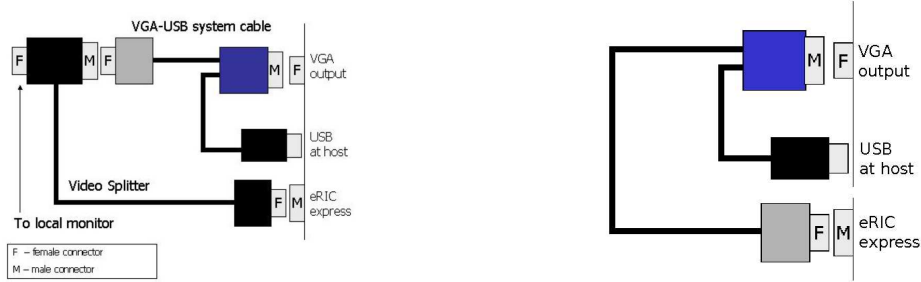 VGA-USB system cable
F
M
F
M
F
VGA
output
USB
at host
Video Splitter
F
M
eRIC
express
To local monitor
F – female connector
M – male connector
M
F
VGA
output
USB
at host
F
M
eRIC
express